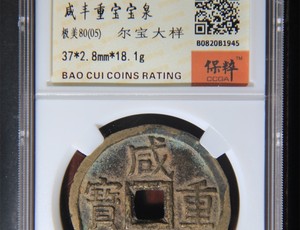 咸丰重宝宝泉
极美80(05) 尔宝大样
37*2.8mm*18.1g
BAO CUI COINS RATING
B0820B1945
保粹
CCGA
咸
寶 重